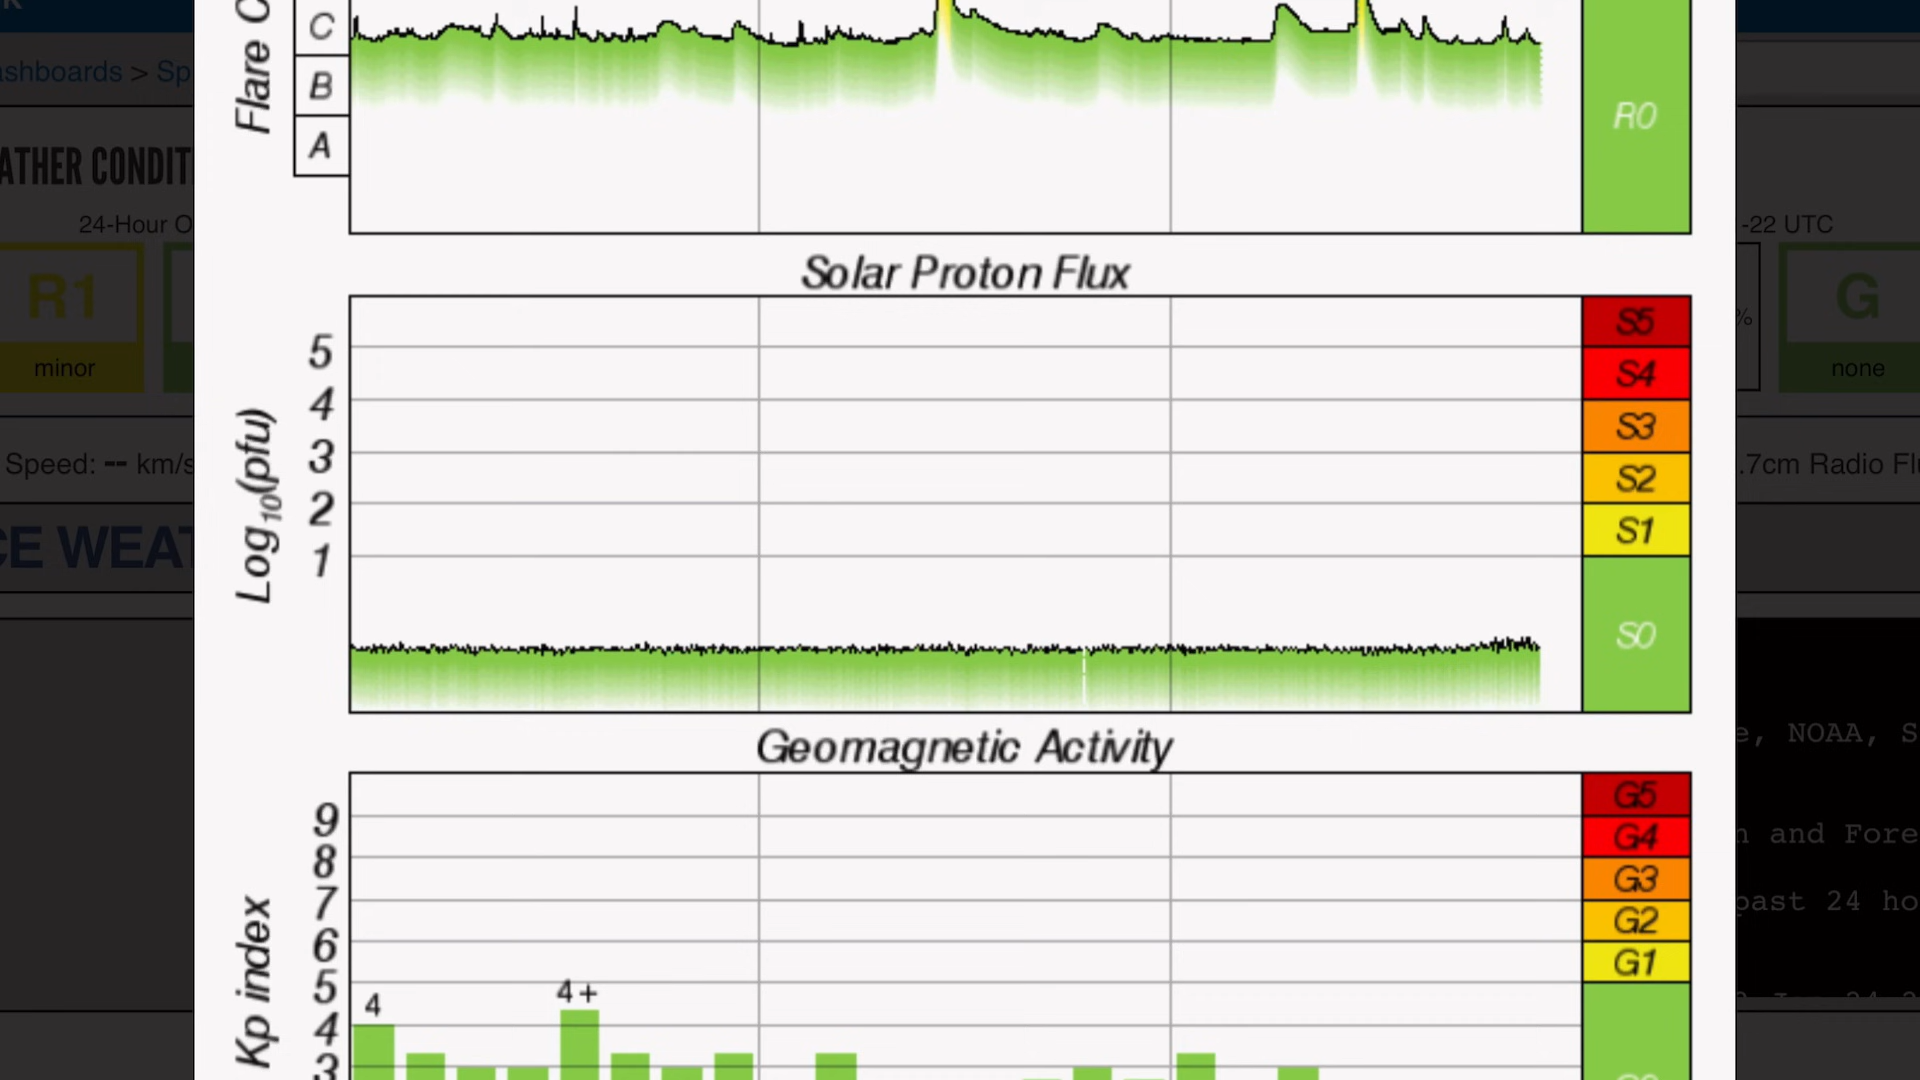 ashboards > Sp
Flare C
C
B
A
R0
ATHER CONDIT
24-Hour O
-22 UTC
R1
minor
%
G
none
Solar Proton Flux
Log10(pfu)
5
4
3
2
1
S5
S4
S3
S2
S1
S0
Speed: -- km/s
.7cm Radio Fl
CE WEAT
e, NOAA, S
n and Fore
past 24 ho
Geomagnetic Activity
Kp index
9
8
7
6
5
4
3
4
4+
G5
G4
G3
G2
G1